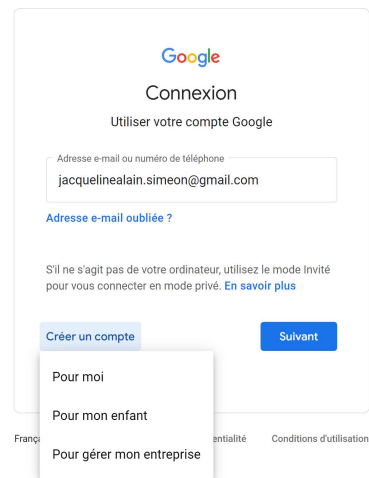 Google
Connexion
Utiliser votre compte Google
Adresse e-mail ou numéro de téléphone
jacquelinealain.simeon@gmail.com
Adresse e-mail oubliée ?
S'il ne s'agit pas de votre ordinateur, utilisez le mode Invité
pour vous connecter en mode privé. En savoir plus
Créer un compte Suivant
Pour moi
Pour mon enfant
Conditions d'utilisation
Pour gérer mon entreprise